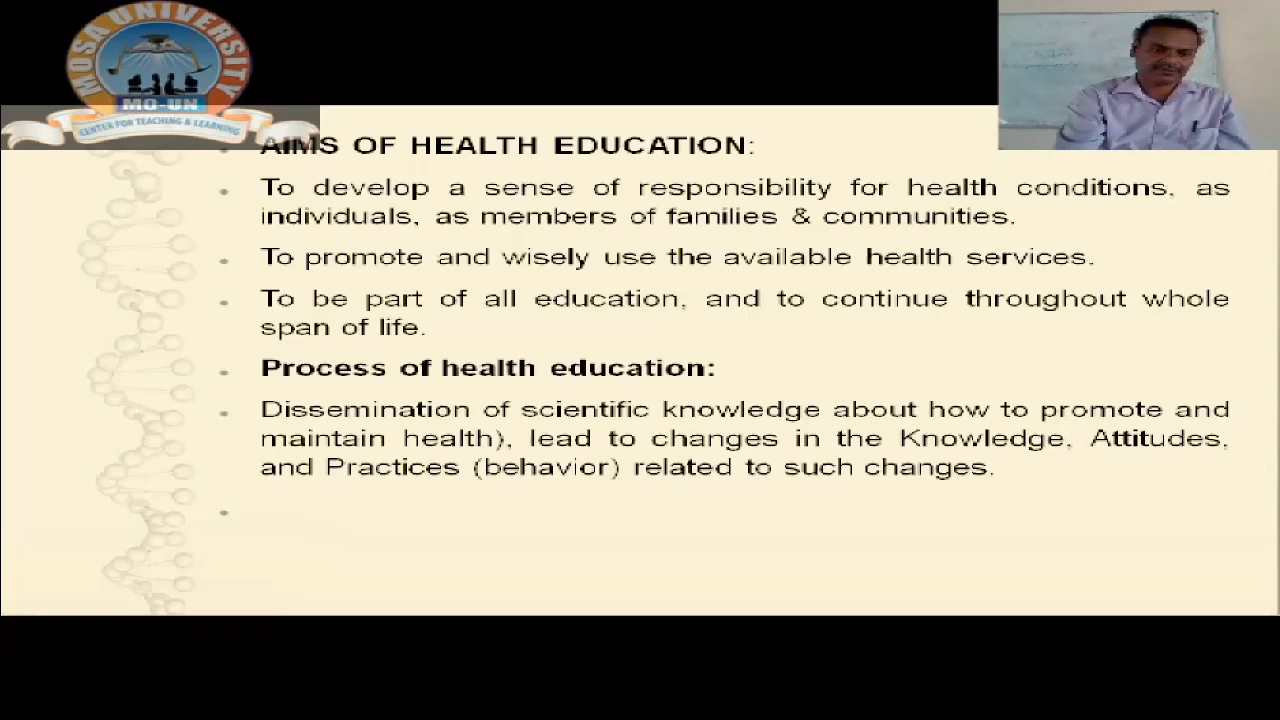 MOSA UNIVERSITY
MO-UN
CENTER FOR TEACHING & LEARNING
AIMS OF HEALTH EDUCATION:
To develop a sense of responsibility for health conditions, as
individuals, as members of families & communities.
To promote and wisely use the available health services.
To be part of all education, and to continue throughout whole
span of life.
Process of health education:
Dissemination of scientific knowledge about how to promote and
maintain health), lead to changes in the Knowledge, Attitudes,
and Practices (behavior) related to such changes.